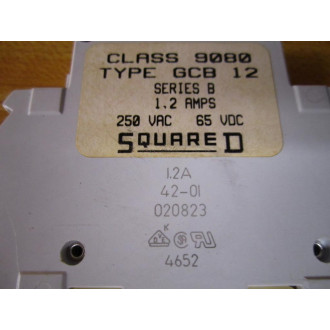 CLASS 9080
TYPE GCB 12
SERIES B
1.2 AMPS
250 VAC 65 VDC
SQUARE D
1.2A
42-01
020823
4652